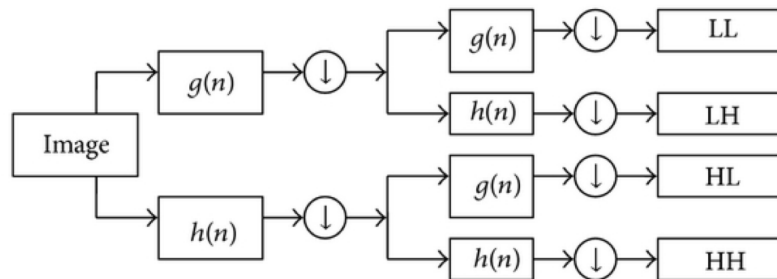 g(n) ↓ LL
g(n) ↓
h(n) ↓ LH
Image
g(n) ↓ HL
h(n) ↓
h(n) ↓ HH